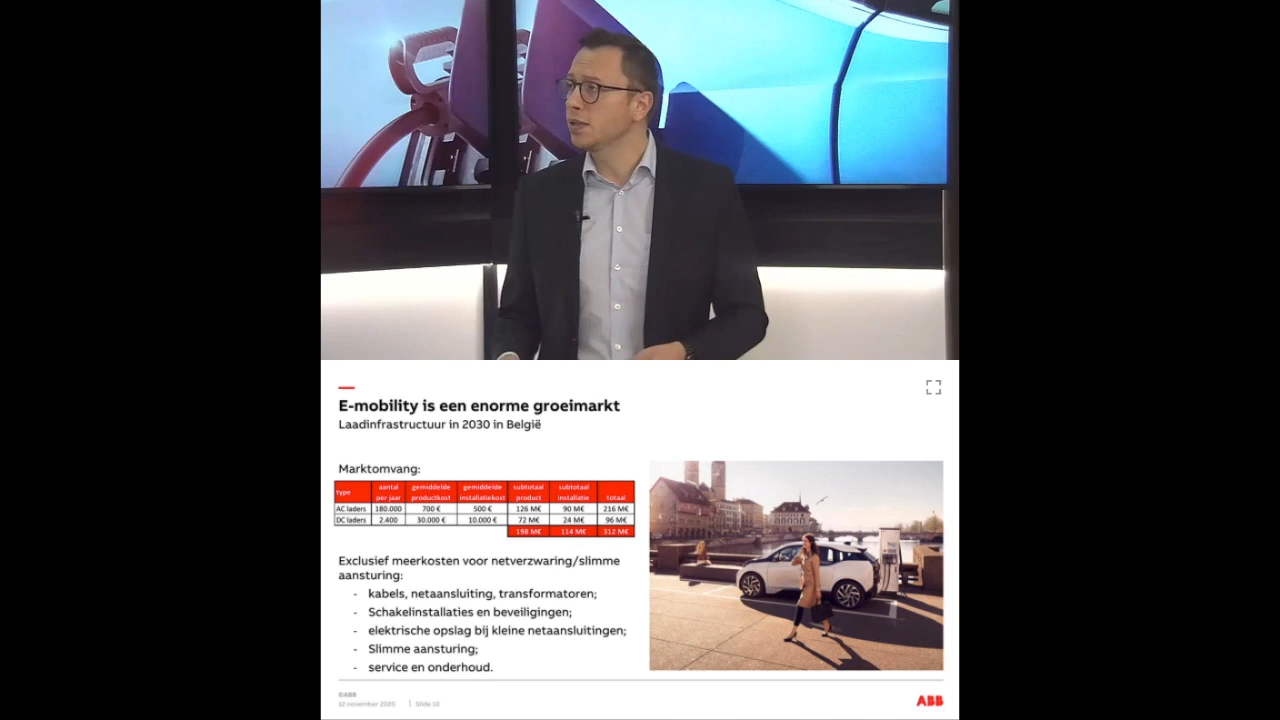 E-mobility is een enorme groeimarkt
Laadinfrastructuur in 2030 in België
Marktomvang:
type aantal per jaar gemiddelde productkost gemiddelde installatiekost subtotaal product subtotaal installatie totaal
AC laders 180.000 700 € 500 € 126 M€ 90 M€ 216 M€
DC laders 2.400 30.000 € 10.000 € 72 M€ 24 M€ 96 M€
198 M€ 114 M€ 312 M€
Exclusief meerkosten voor netverzwaring/slimme
aansturing:
- kabels, netaansluiting, transformatoren;
- Schakelinstallaties en beveiligingen;
- elektrische opslag bij kleine netaansluitingen;
- Slimme aansturing;
- service en onderhoud.
©ABB
12 november 2020 | Slide 10
ABB